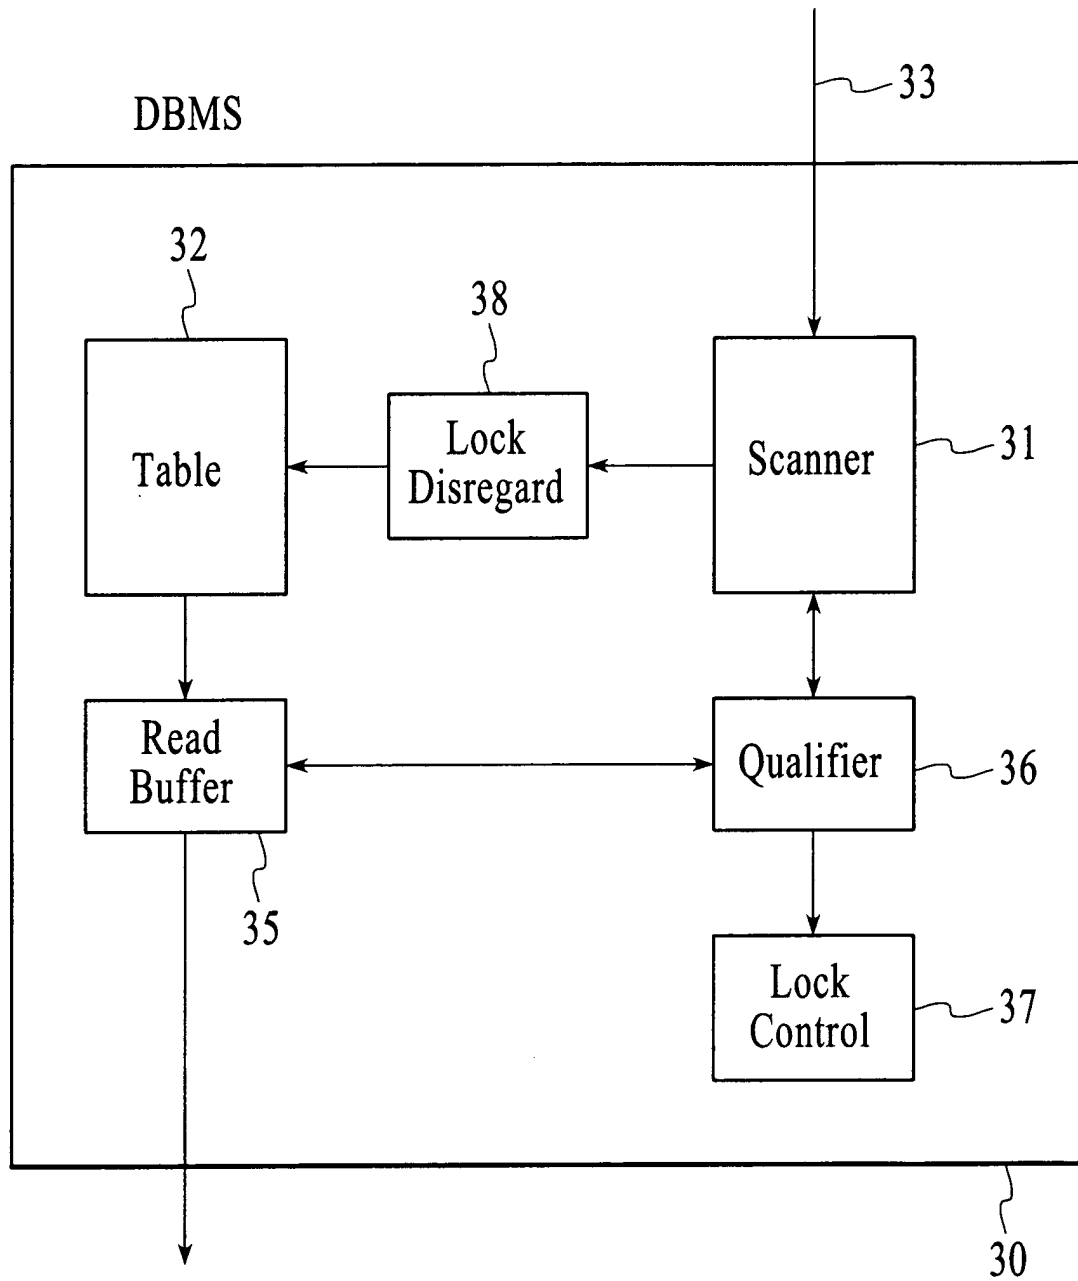 33
DBMS
32
38
Table
Lock
Disregard
Scanner
31
Read
Buffer
Qualifier
36
35
Lock
Control
37
30